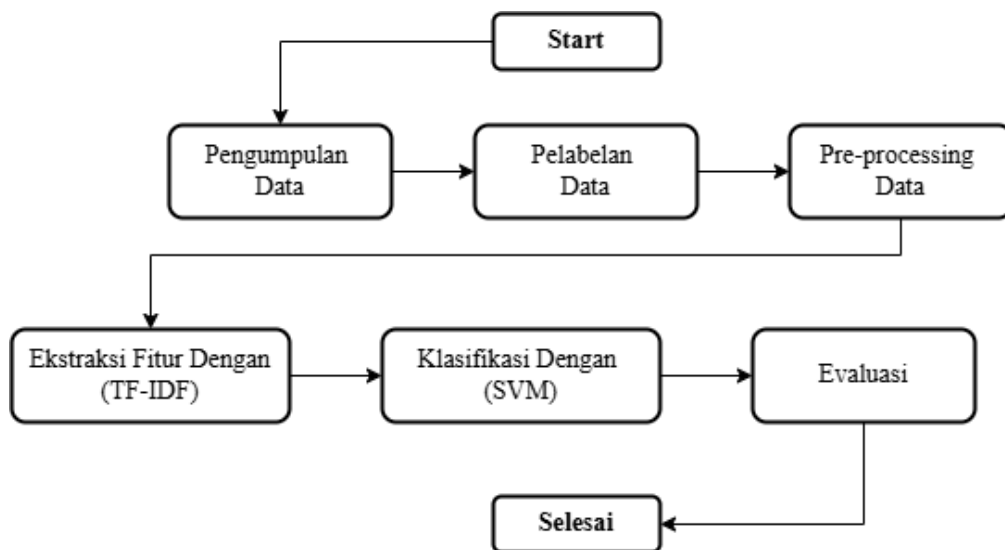 Start
Pengumpulan
Data
Pelabelan
Data
Pre-processing
Data
Ekstraksi Fitur Dengan
(TF-IDF)
Klasifikasi Dengan
(SVM)
Evaluasi
Selesai